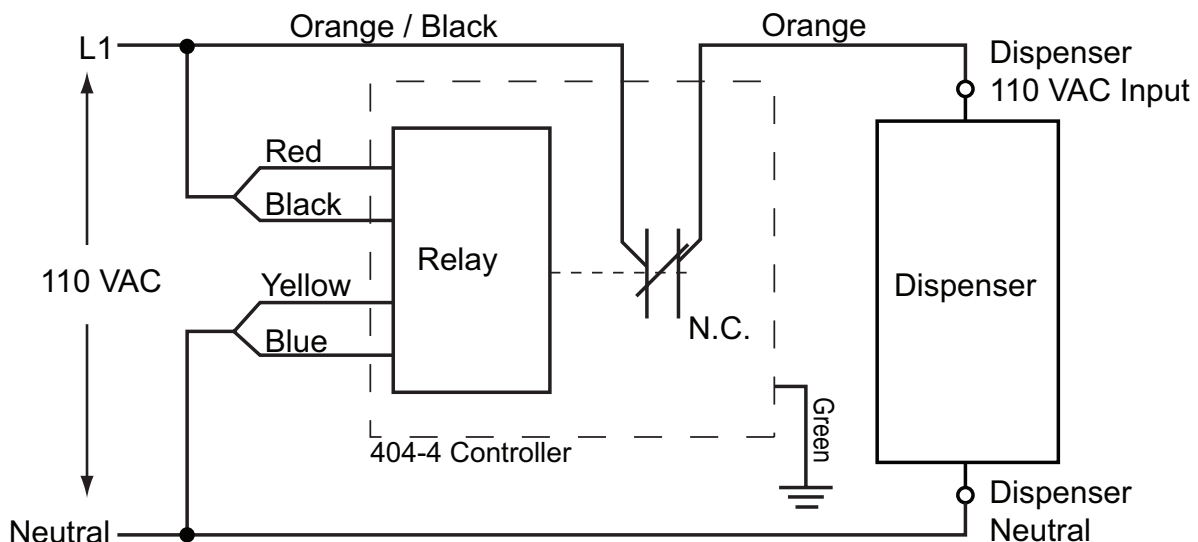 Orange / Black
Orange
L1
Dispenser
110 VAC Input
Red
Black
Relay
110 VAC
Yellow
Blue
N.C.
Dispenser
Green
404-4 Controller
Dispenser
Neutral
Neutral